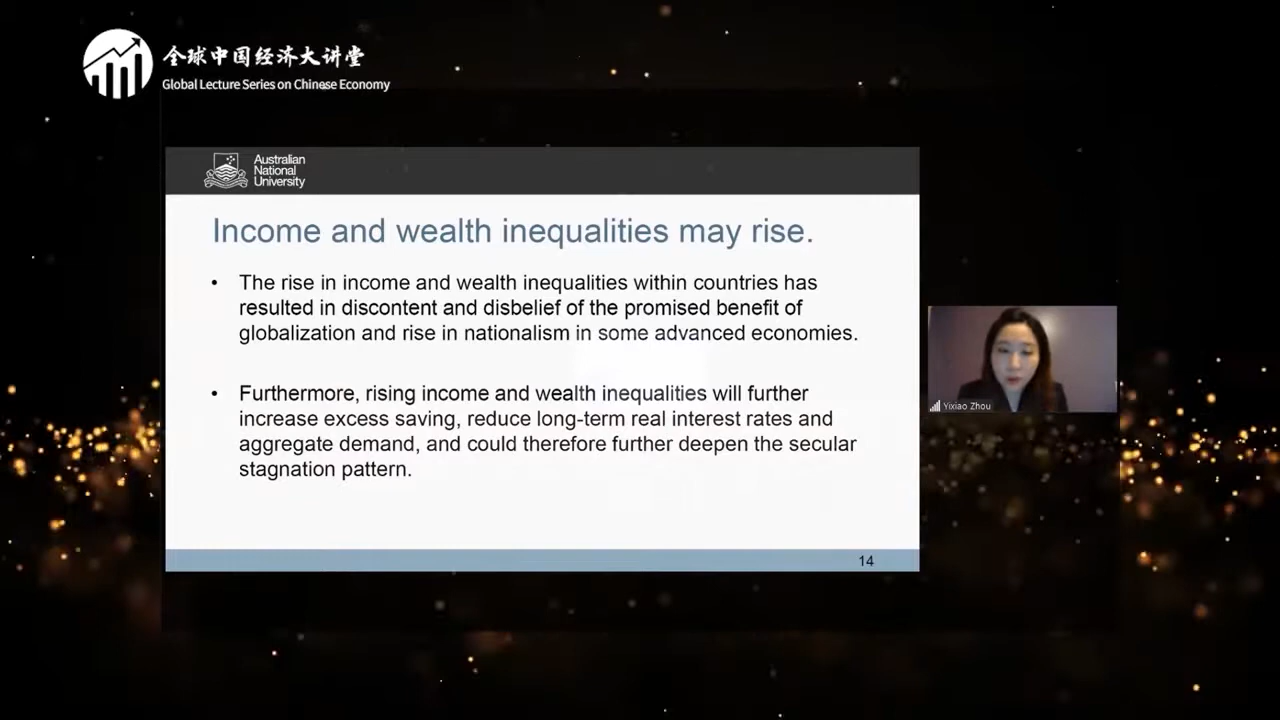 全球中国经济大讲堂
Global Lecture Series on Chinese Economy
Australian
National
University
Income and wealth inequalities may rise.
• The rise in income and wealth inequalities within countries has
resulted in discontent and disbelief of the promised benefit of
globalization and rise in nationalism in some advanced economies.
• Furthermore, rising income and wealth inequalities will further
increase excess saving, reduce long-term real interest rates and
aggregate demand, and could therefore further deepen the secular
stagnation pattern.
Yixiao Zhou
14